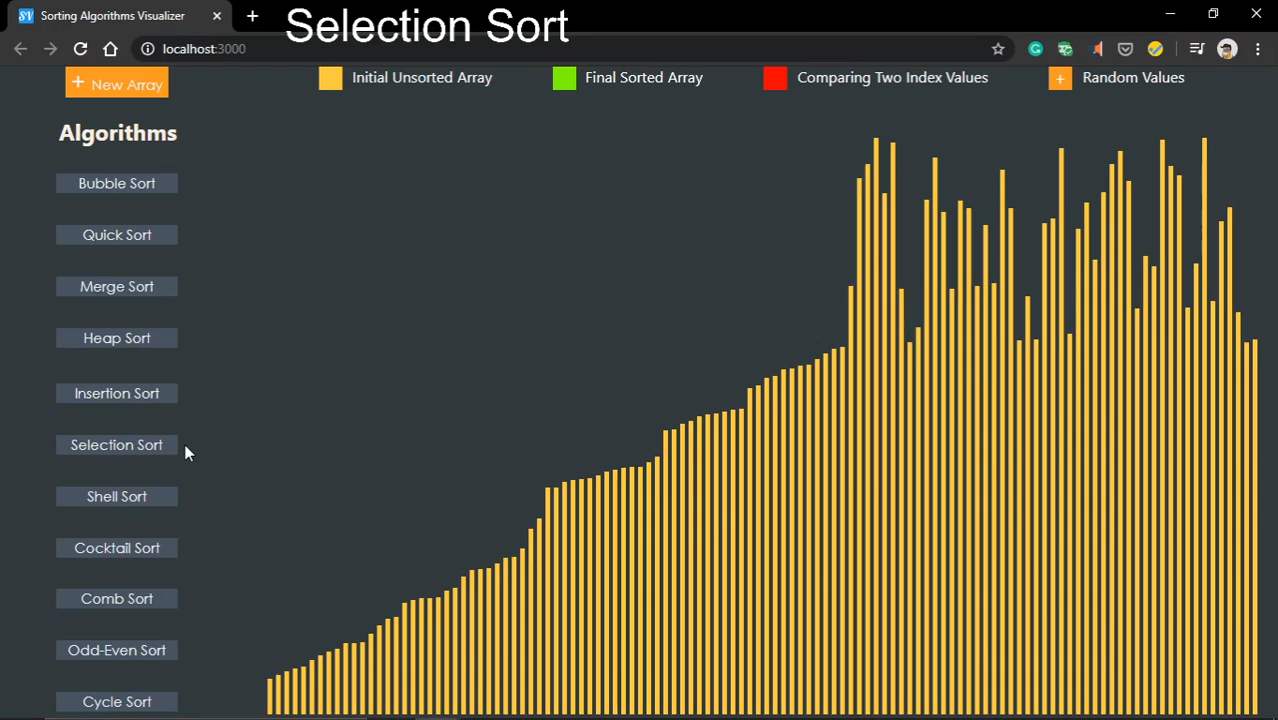 Sorting Algorithms Visualizer
Selection Sort
localhost:3000
+ New Array
Initial Unsorted Array
Final Sorted Array
Comparing Two Index Values
+ Random Values
Algorithms
Bubble Sort
Quick Sort
Merge Sort
Heap Sort
Insertion Sort
Selection Sort
Shell Sort
Cocktail Sort
Comb Sort
Odd-Even Sort
Cycle Sort